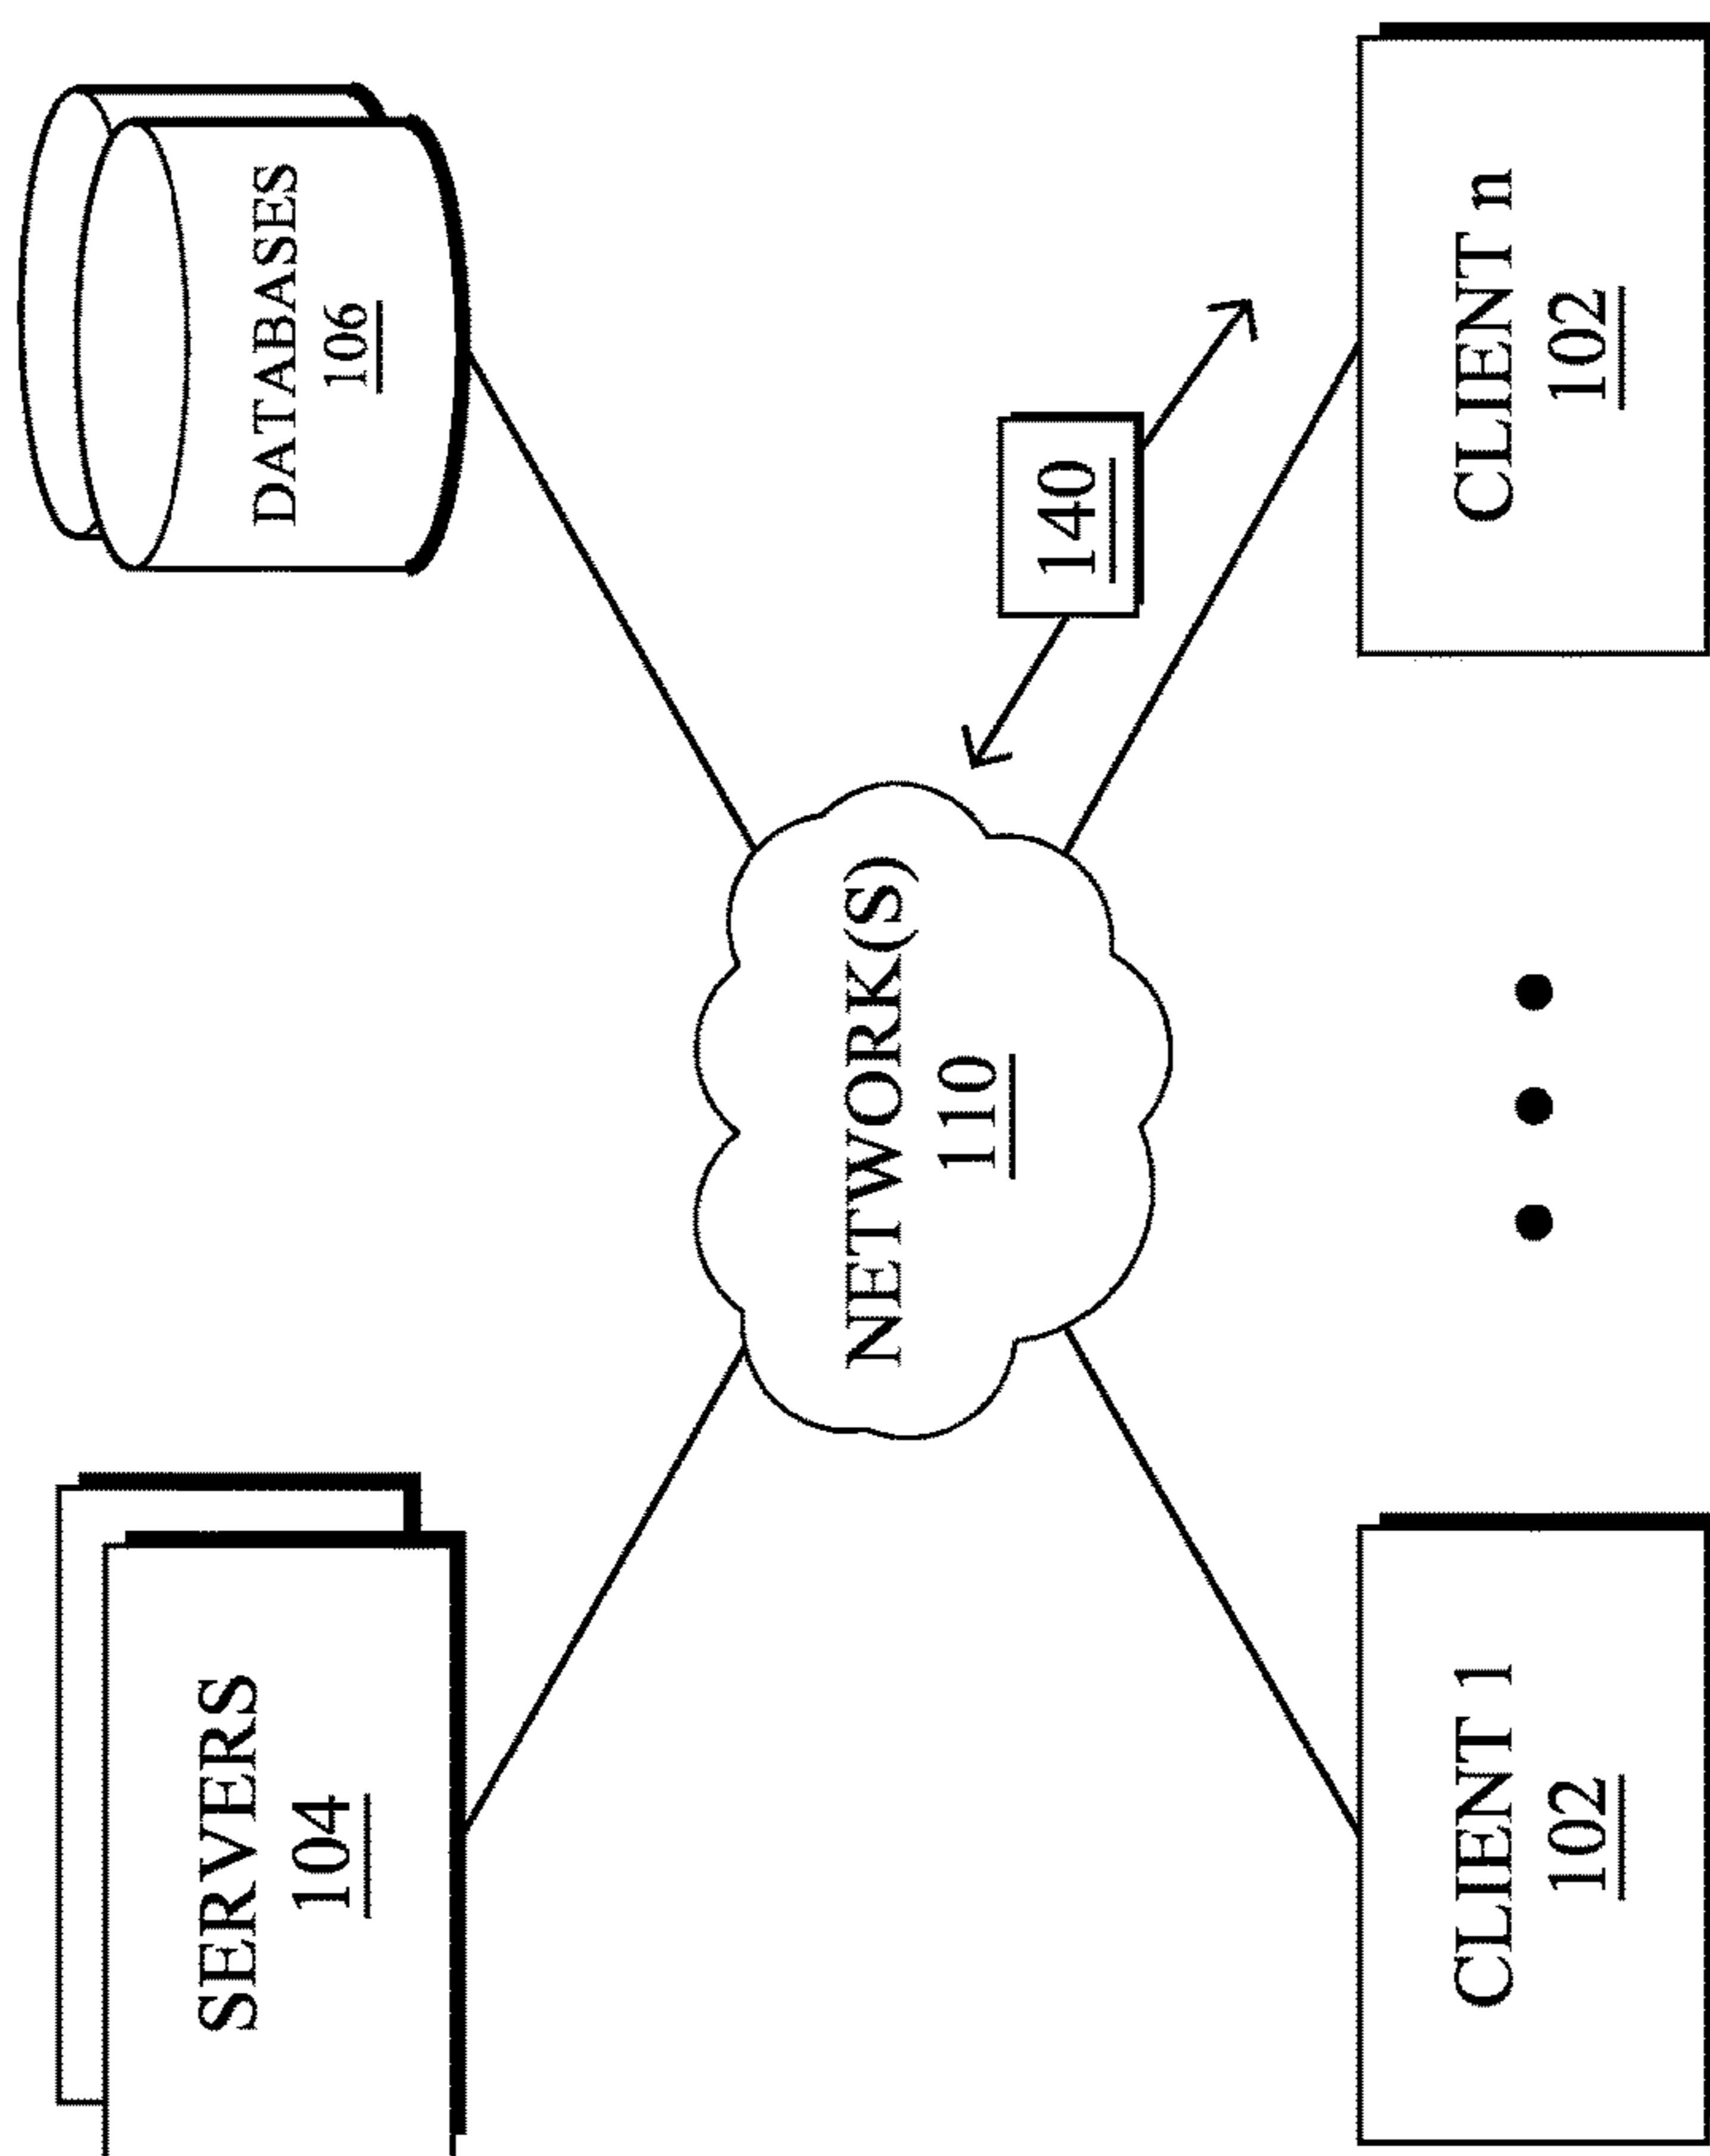 SERVERS
104
DATABASES
106
NETWORK(S)
110
140
CLIENT 1
102
CLIENT n
102